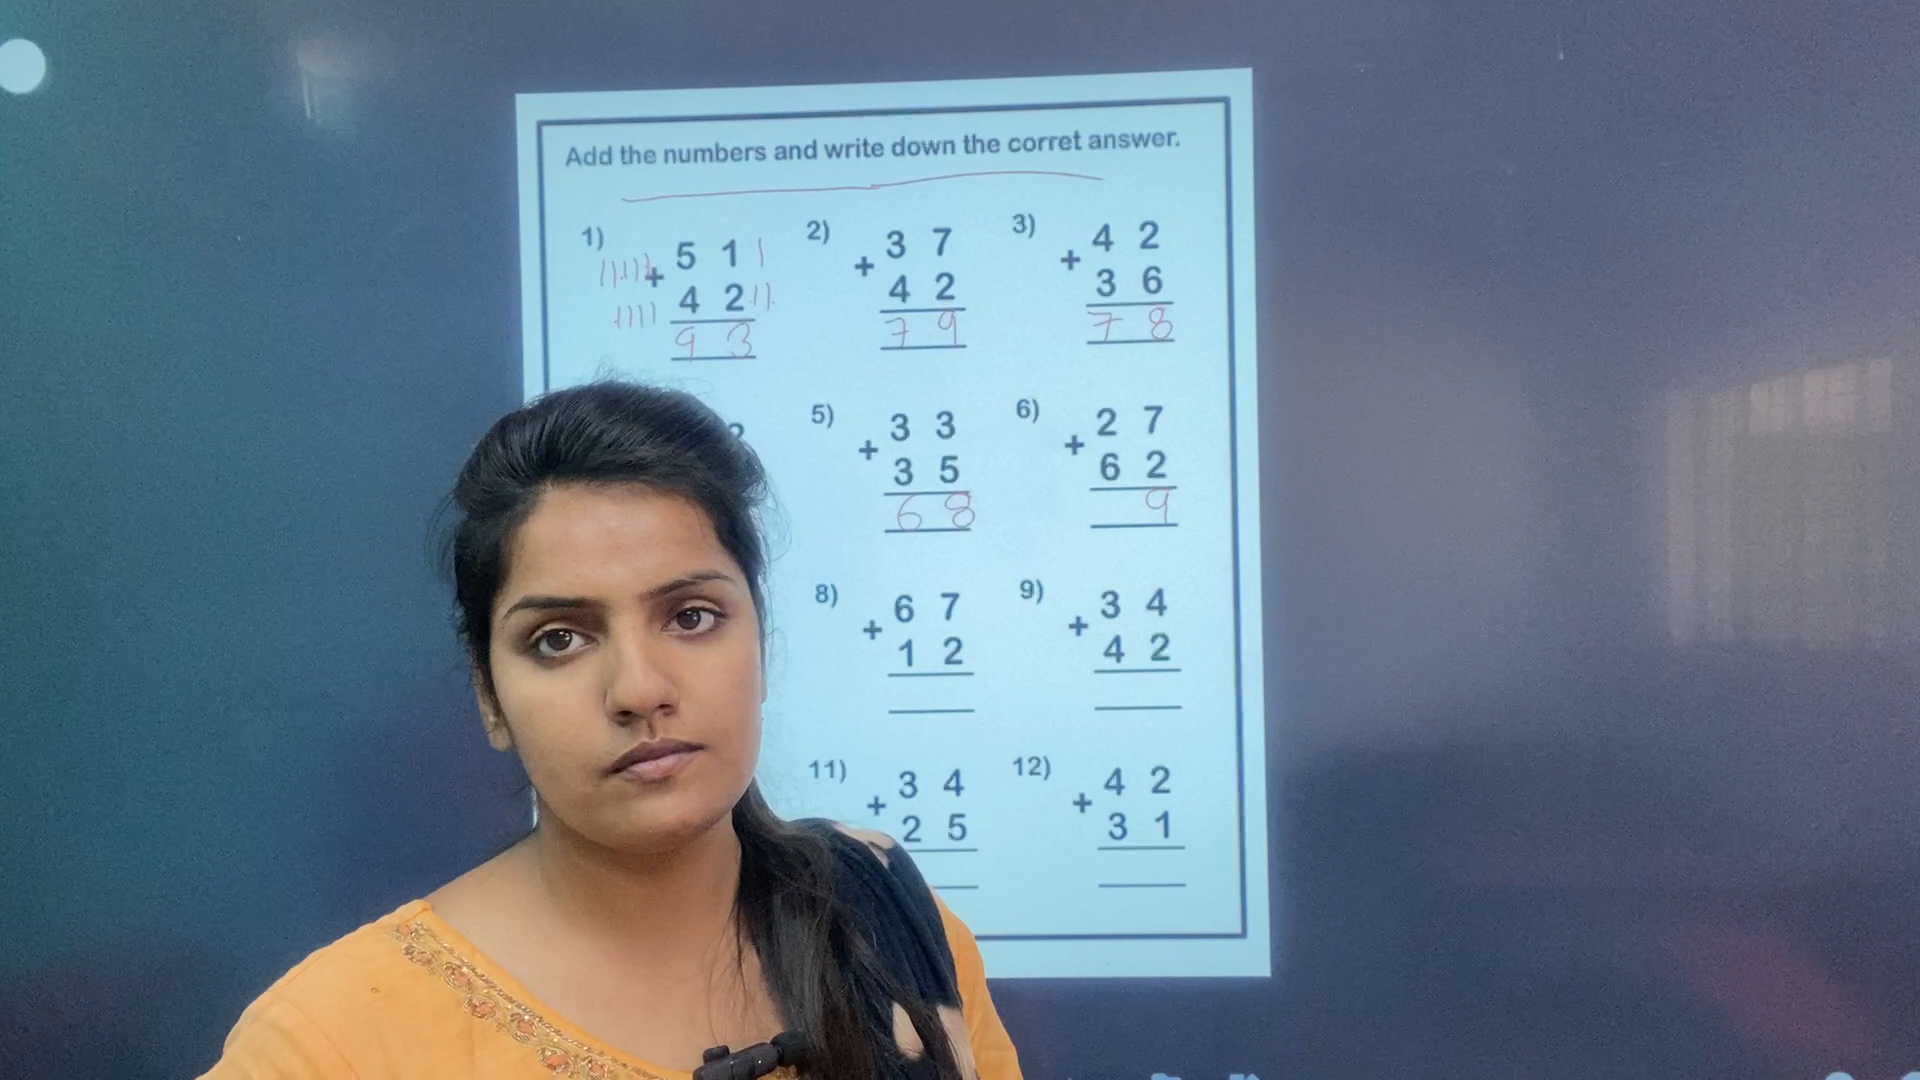 Add the numbers and write down the corret answer.
1) 2) 3)
5 1 3 7 4 2
+ + +
4 2 4 2 3 6
9 3 7 9 7 8
5) 6)
3 3 2 7
+ +
3 5 6 2
6 8 9
8) 9)
6 7 3 4
+ +
1 2 4 2
11) 12)
3 4 4 2
+ +
2 5 3 1